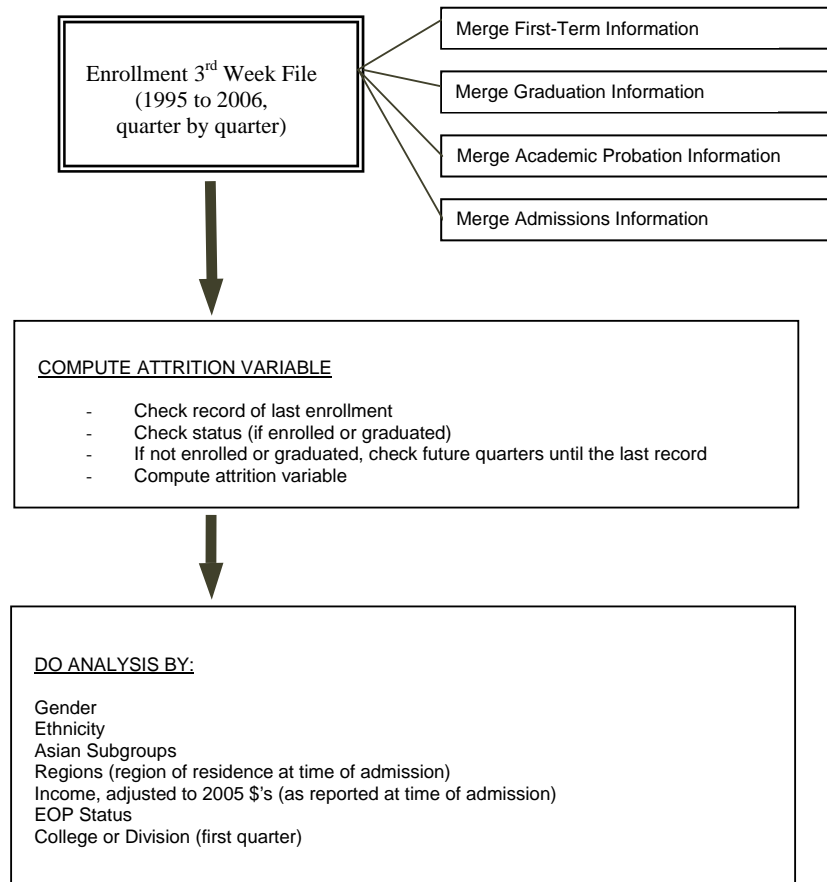 Enrollment 3rd Week File
(1995 to 2006,
quarter by quarter)
Merge First-Term Information
Merge Graduation Information
Merge Academic Probation Information
Merge Admissions Information
COMPUTE ATTRITION VARIABLE
- Check record of last enrollment
- Check status (if enrolled or graduated)
- If not enrolled or graduated, check future quarters until the last record
- Compute attrition variable
DO ANALYSIS BY:
Gender
Ethnicity
Asian Subgroups
Regions (region of residence at time of admission)
Income, adjusted to 2005 $'s (as reported at time of admission)
EOP Status
College or Division (first quarter)